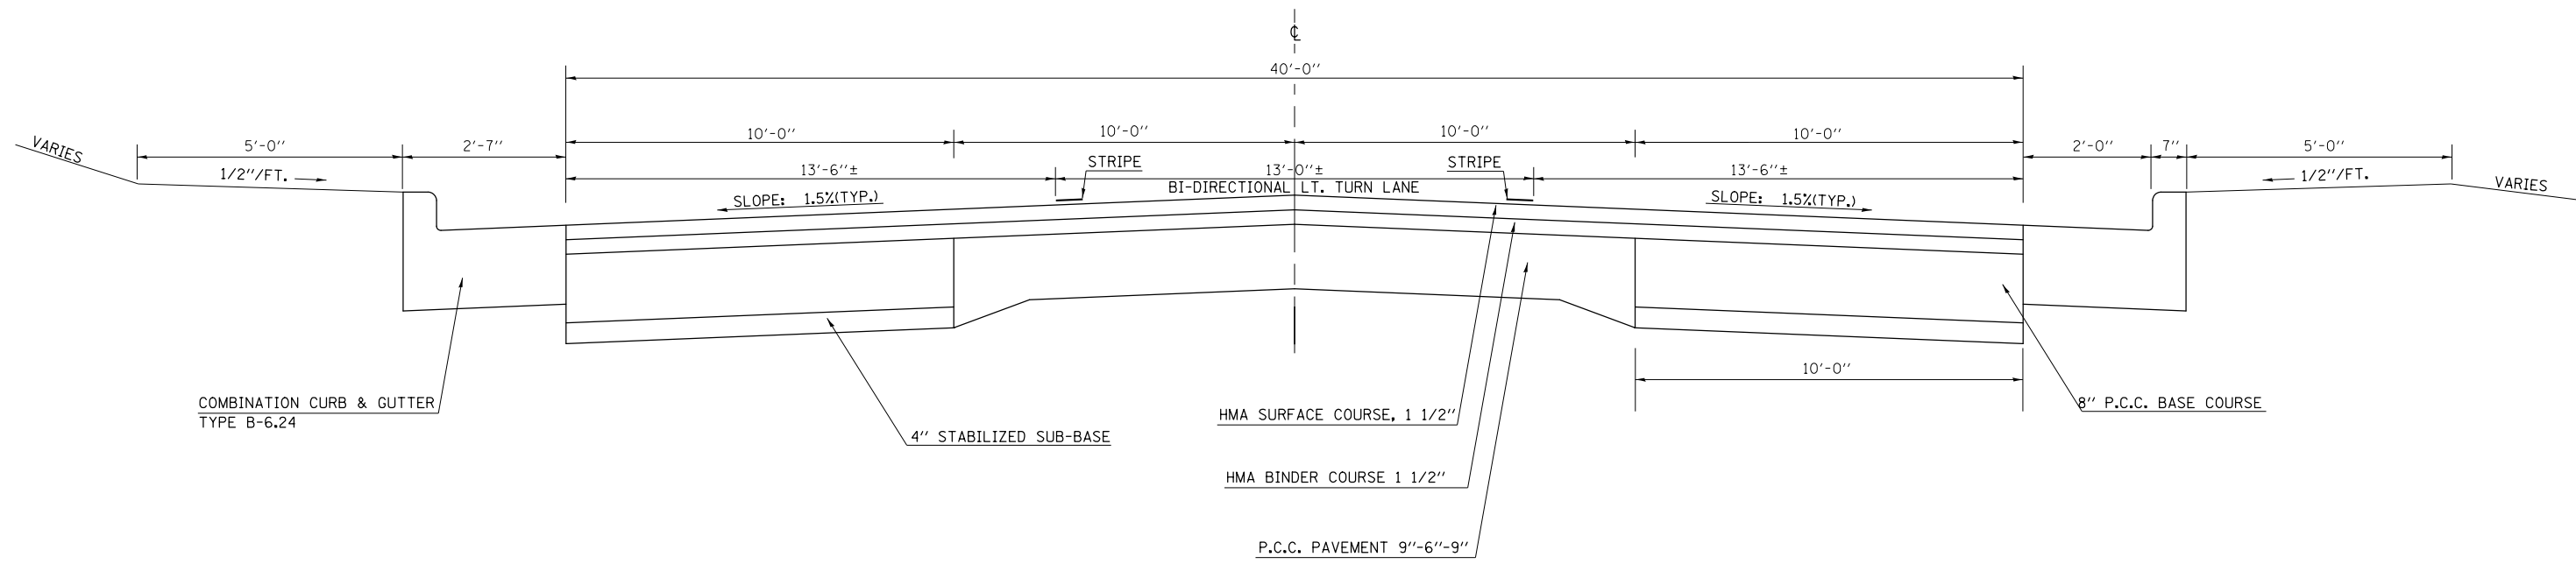 ℄
40'-0''
10'-0'' 10'-0'' 10'-0'' 10'-0''
VARIES 5'-0'' 2'-7'' 2'-0'' 7'' 5'-0''
STRIPE STRIPE
13'-6''± 13'-0''± 13'-6''±
1/2''/FT. 1/2''/FT.
BI-DIRECTIONAL LT. TURN LANE VARIES
SLOPE: 1.5%(TYP.) SLOPE: 1.5%(TYP.)
10'-0''
COMBINATION CURB & GUTTER
TYPE B-6.24
8'' P.C.C. BASE COURSE
HMA SURFACE COURSE, 1 1/2''
4'' STABILIZED SUB-BASE
HMA BINDER COURSE 1 1/2''
P.C.C. PAVEMENT 9''-6''-9''